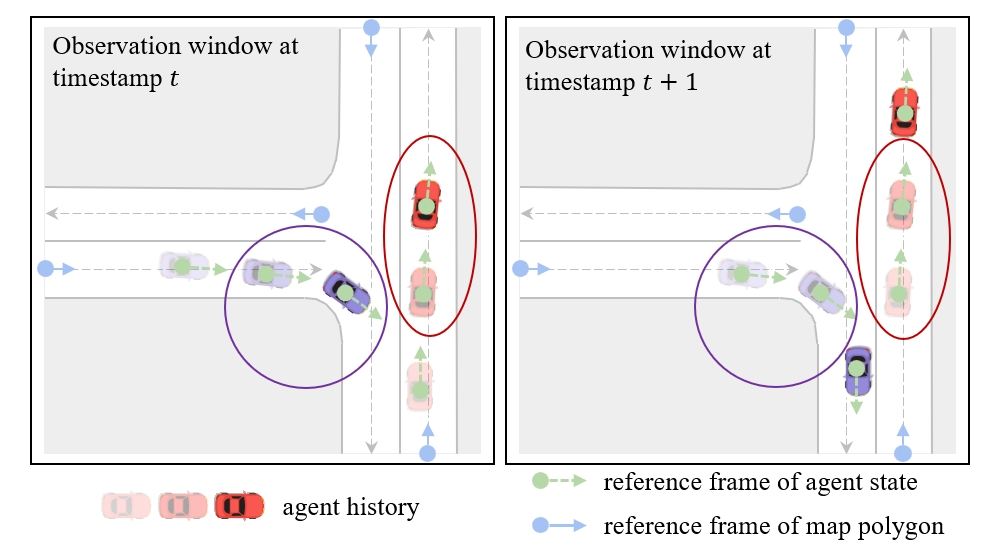 Observation window at
timestamp t
Observation window at
timestamp t + 1
agent history
reference frame of agent state
reference frame of map polygon